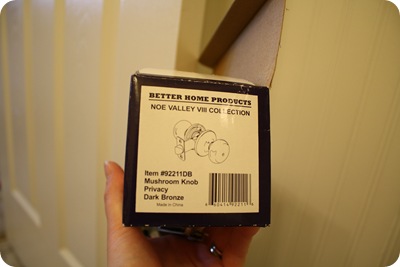 BETTER HOME PRODUCTS
NOE VALLEY VIII COLLECTION
Item #92211DB
Mushroom Knob
Privacy
Dark Bronze
Made in China